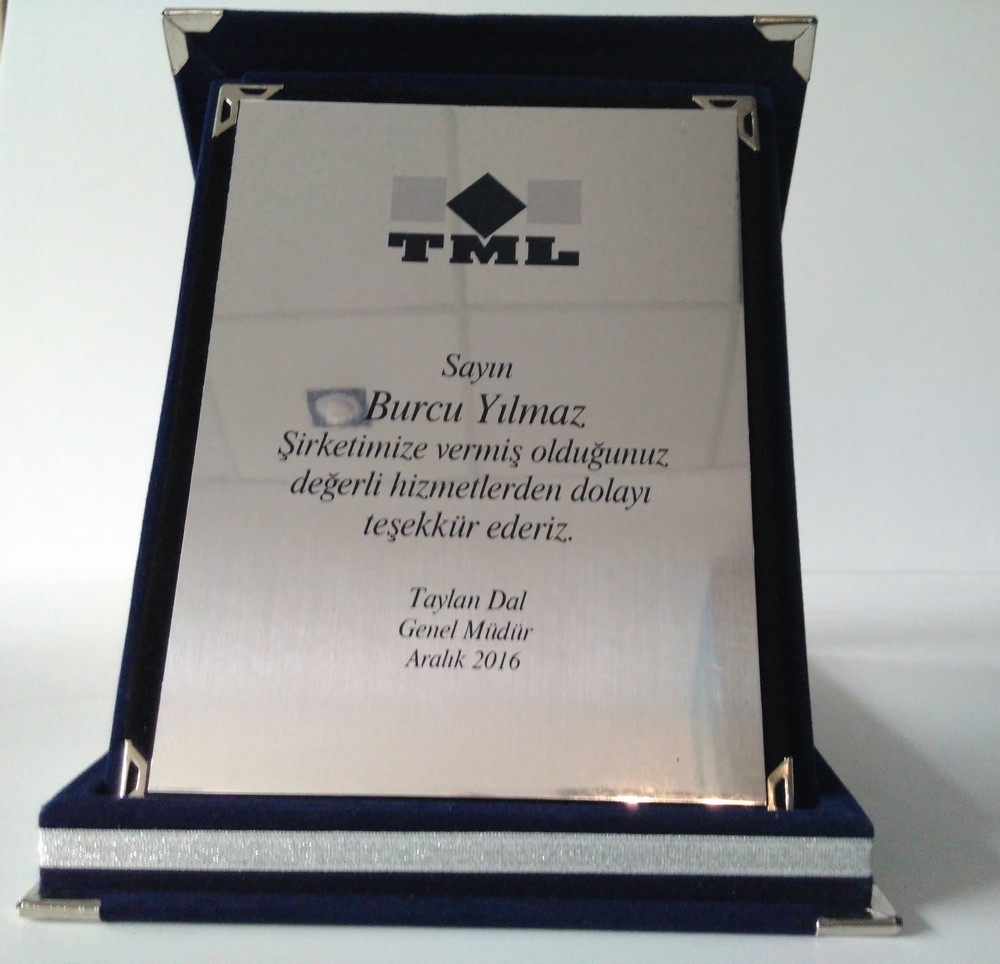 TML
Sayın
Burcu Yılmaz
Şirketimize vermiş olduğunuz
değerli hizmetlerden dolayı
teşekkür ederiz.
Taylan Dal
Genel Müdür
Aralık 2016